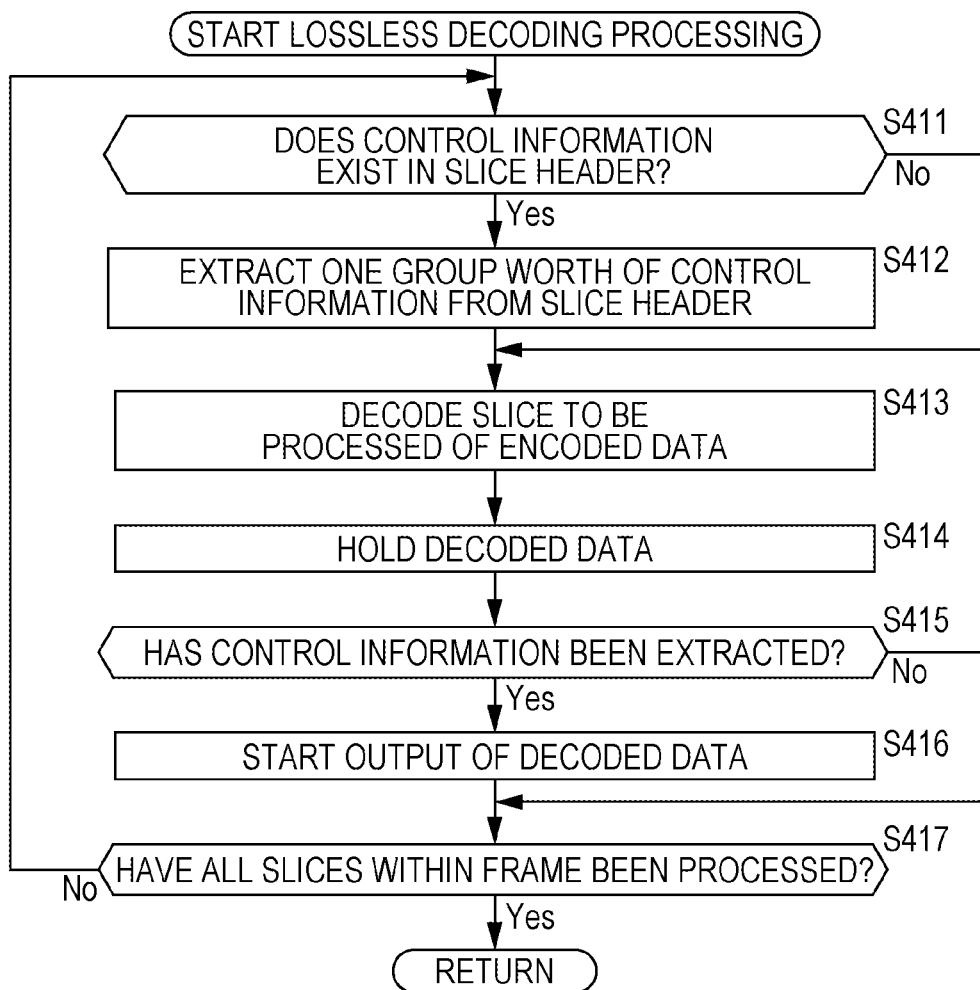 START LOSSLESS DECODING PROCESSING
S411
DOES CONTROL INFORMATION
EXIST IN SLICE HEADER?
No
Yes
S412
EXTRACT ONE GROUP WORTH OF CONTROL
INFORMATION FROM SLICE HEADER
S413
DECODE SLICE TO BE
PROCESSED OF ENCODED DATA
S414
HOLD DECODED DATA
S415
HAS CONTROL INFORMATION BEEN EXTRACTED?
No
Yes
S416
START OUTPUT OF DECODED DATA
S417
HAVE ALL SLICES WITHIN FRAME BEEN PROCESSED?
No
Yes
RETURN